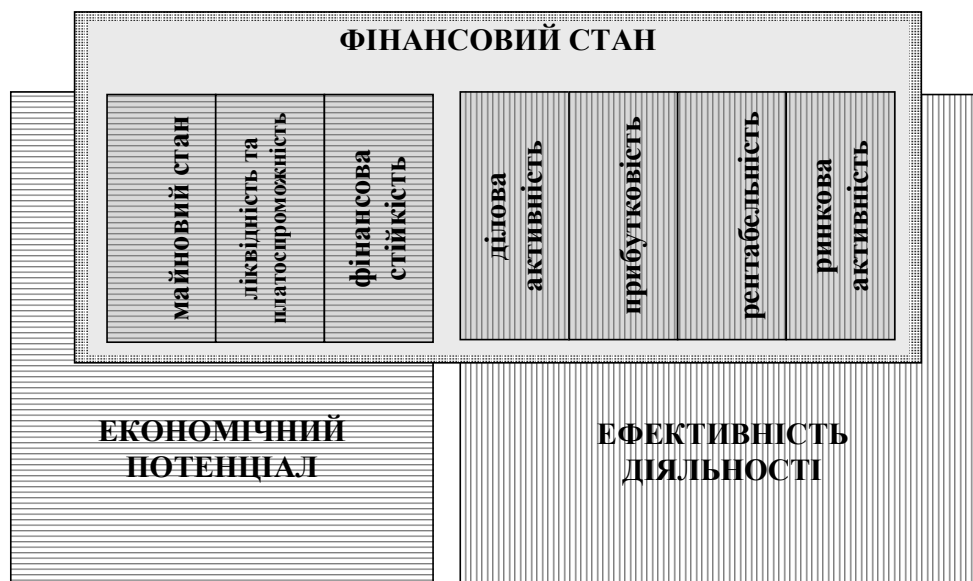 ФІНАНСОВИЙ СТАН
майновий стан
ліквідність та
платоспроможність
фінансова
стійкість
ділова
активність
прибутковість
рентабельність
ринкова
активність
ЕКОНОМІЧНИЙ
ПОТЕНЦІАЛ
ЕФЕКТИВНІСТЬ
ДІЯЛЬНОСТІ